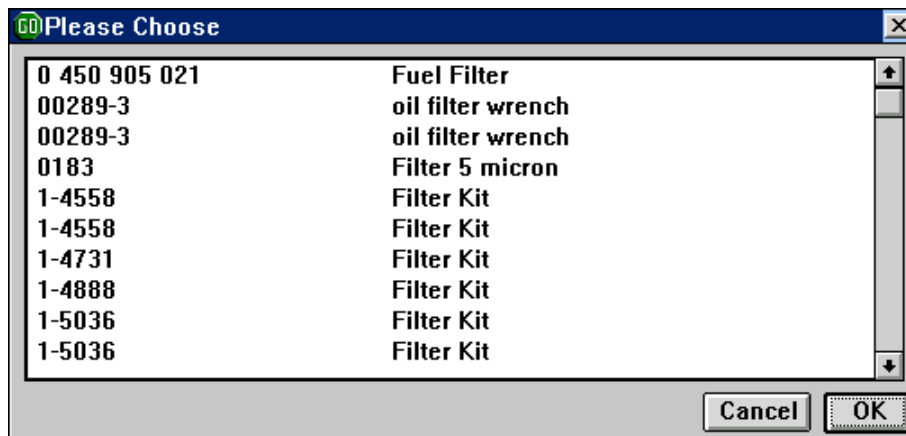 GO Please Choose
0 450 905 021 Fuel Filter
00289-3 oil filter wrench
00289-3 oil filter wrench
0183 Filter 5 micron
1-4558 Filter Kit
1-4558 Filter Kit
1-4731 Filter Kit
1-4888 Filter Kit
1-5036 Filter Kit
1-5036 Filter Kit
Cancel OK